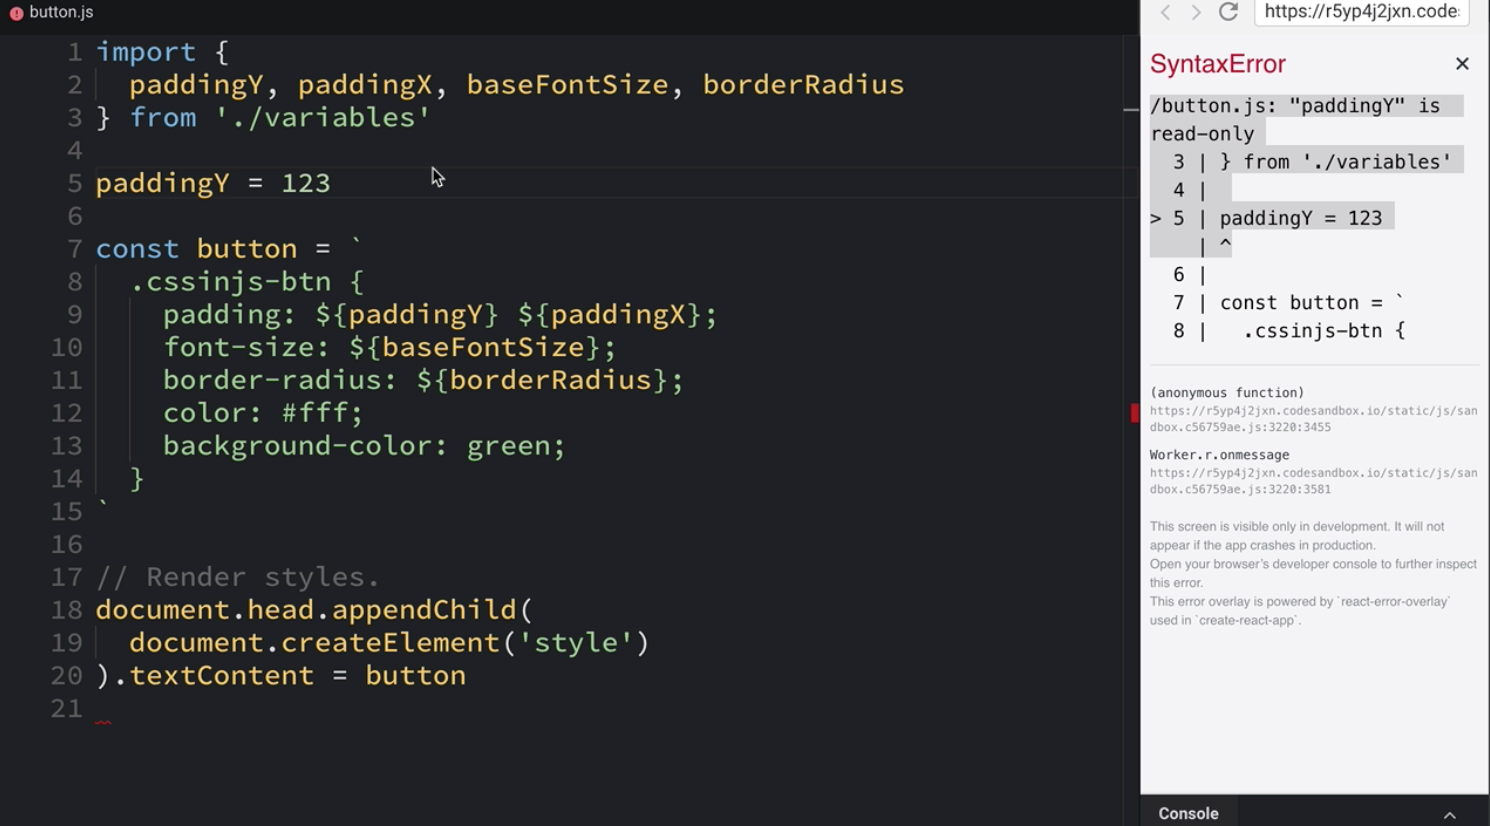 button.js
1 import {
2   paddingY, paddingX, baseFontSize, borderRadius
3 } from './variables'
4
5 paddingY = 123
6
7 const button = `
8   .cssinjs-btn {
9     padding: ${paddingY} ${paddingX};
10     font-size: ${baseFontSize};
11     border-radius: ${borderRadius};
12     color: #fff;
13     background-color: green;
14   }
15 `
16
17 // Render styles.
18 document.head.appendChild(
19   document.createElement('style')
20 ).textContent = button
21
https://r5yp4j2jxn.code
SyntaxError
/button.js: "paddingY" is
read-only
  3 | } from './variables'
  4 |
> 5 | paddingY = 123
    | ^
  6 |
  7 | const button = `
  8 |   .cssinjs-btn {
(anonymous function)
https://r5yp4j2jxn.codesandbox.io/static/js/san
dbox.c56759ae.js:3220:3455
Worker.r.onmessage
https://r5yp4j2jxn.codesandbox.io/static/js/san
dbox.c56759ae.js:3220:3581
This screen is visible only in development. It will not
appear if the app crashes in production.
Open your browser's developer console to further inspect
this error.
This error overlay is powered by `react-error-overlay`
used in `create-react-app`.
Console